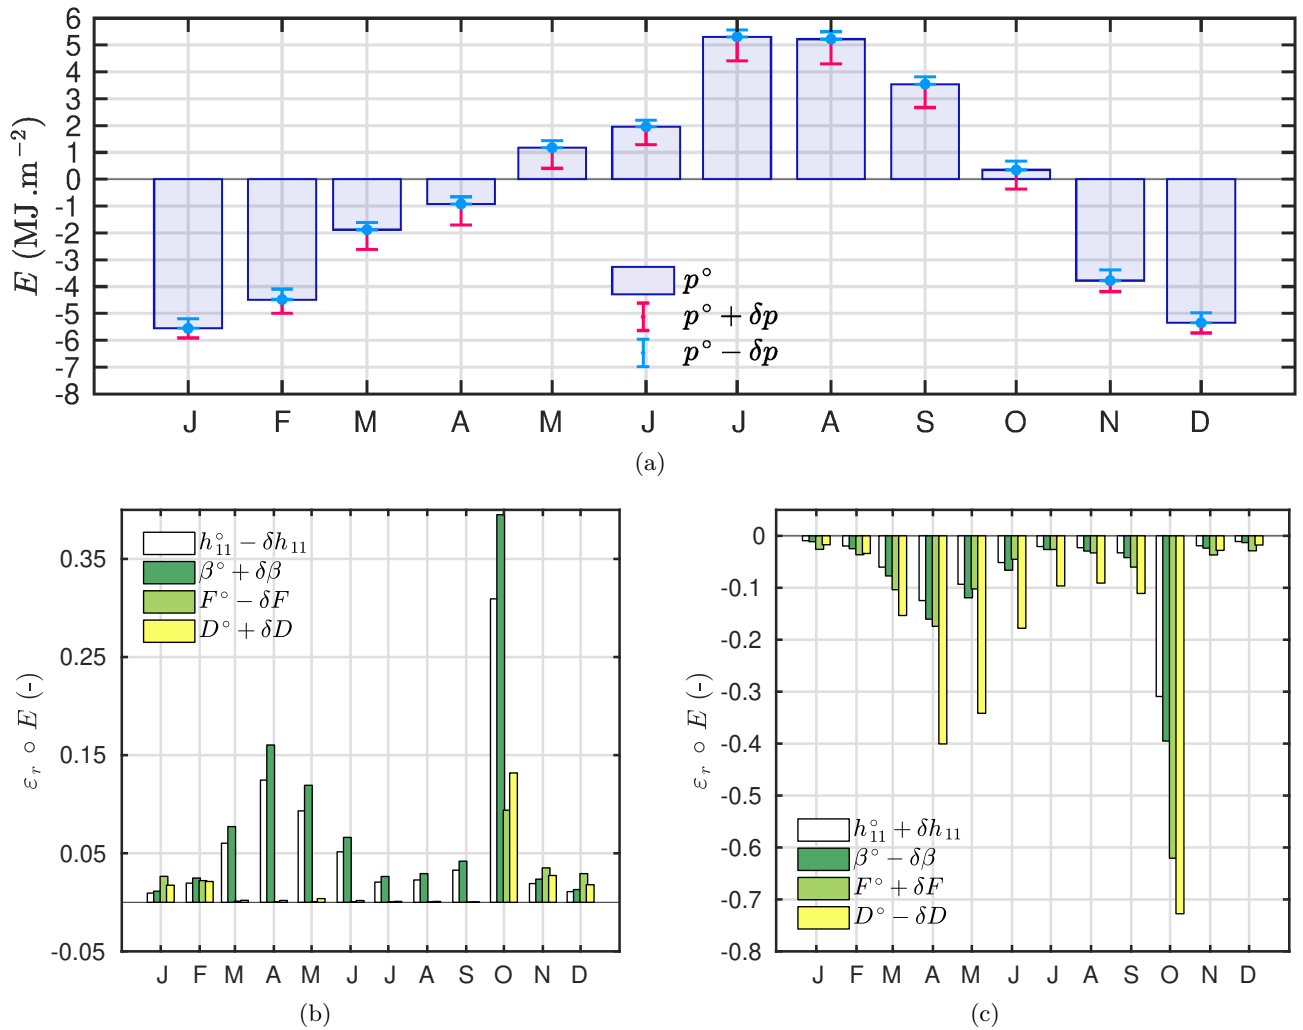 6
5
4
3
2
1
0
-1
-2
-3
-4
-5
-6
-7
-8
E (MJ .m⁻²)
p°
p° + δp
p° − δp
J F M A M J J A S O N D
(a)
0.35
0.25
0.15
0.05
-0.05
ε_r ∘ E (-)
h°₁₁ − δh₁₁
β° + δβ
F° − δF
D° + δD
J F M A M J J A S O N D
(b)
0
-0.1
-0.2
-0.3
-0.4
-0.5
-0.6
-0.7
-0.8
ε_r ∘ E (-)
h°₁₁ + δh₁₁
β° − δβ
F° + δF
D° − δD
J F M A M J J A S O N D
(c)